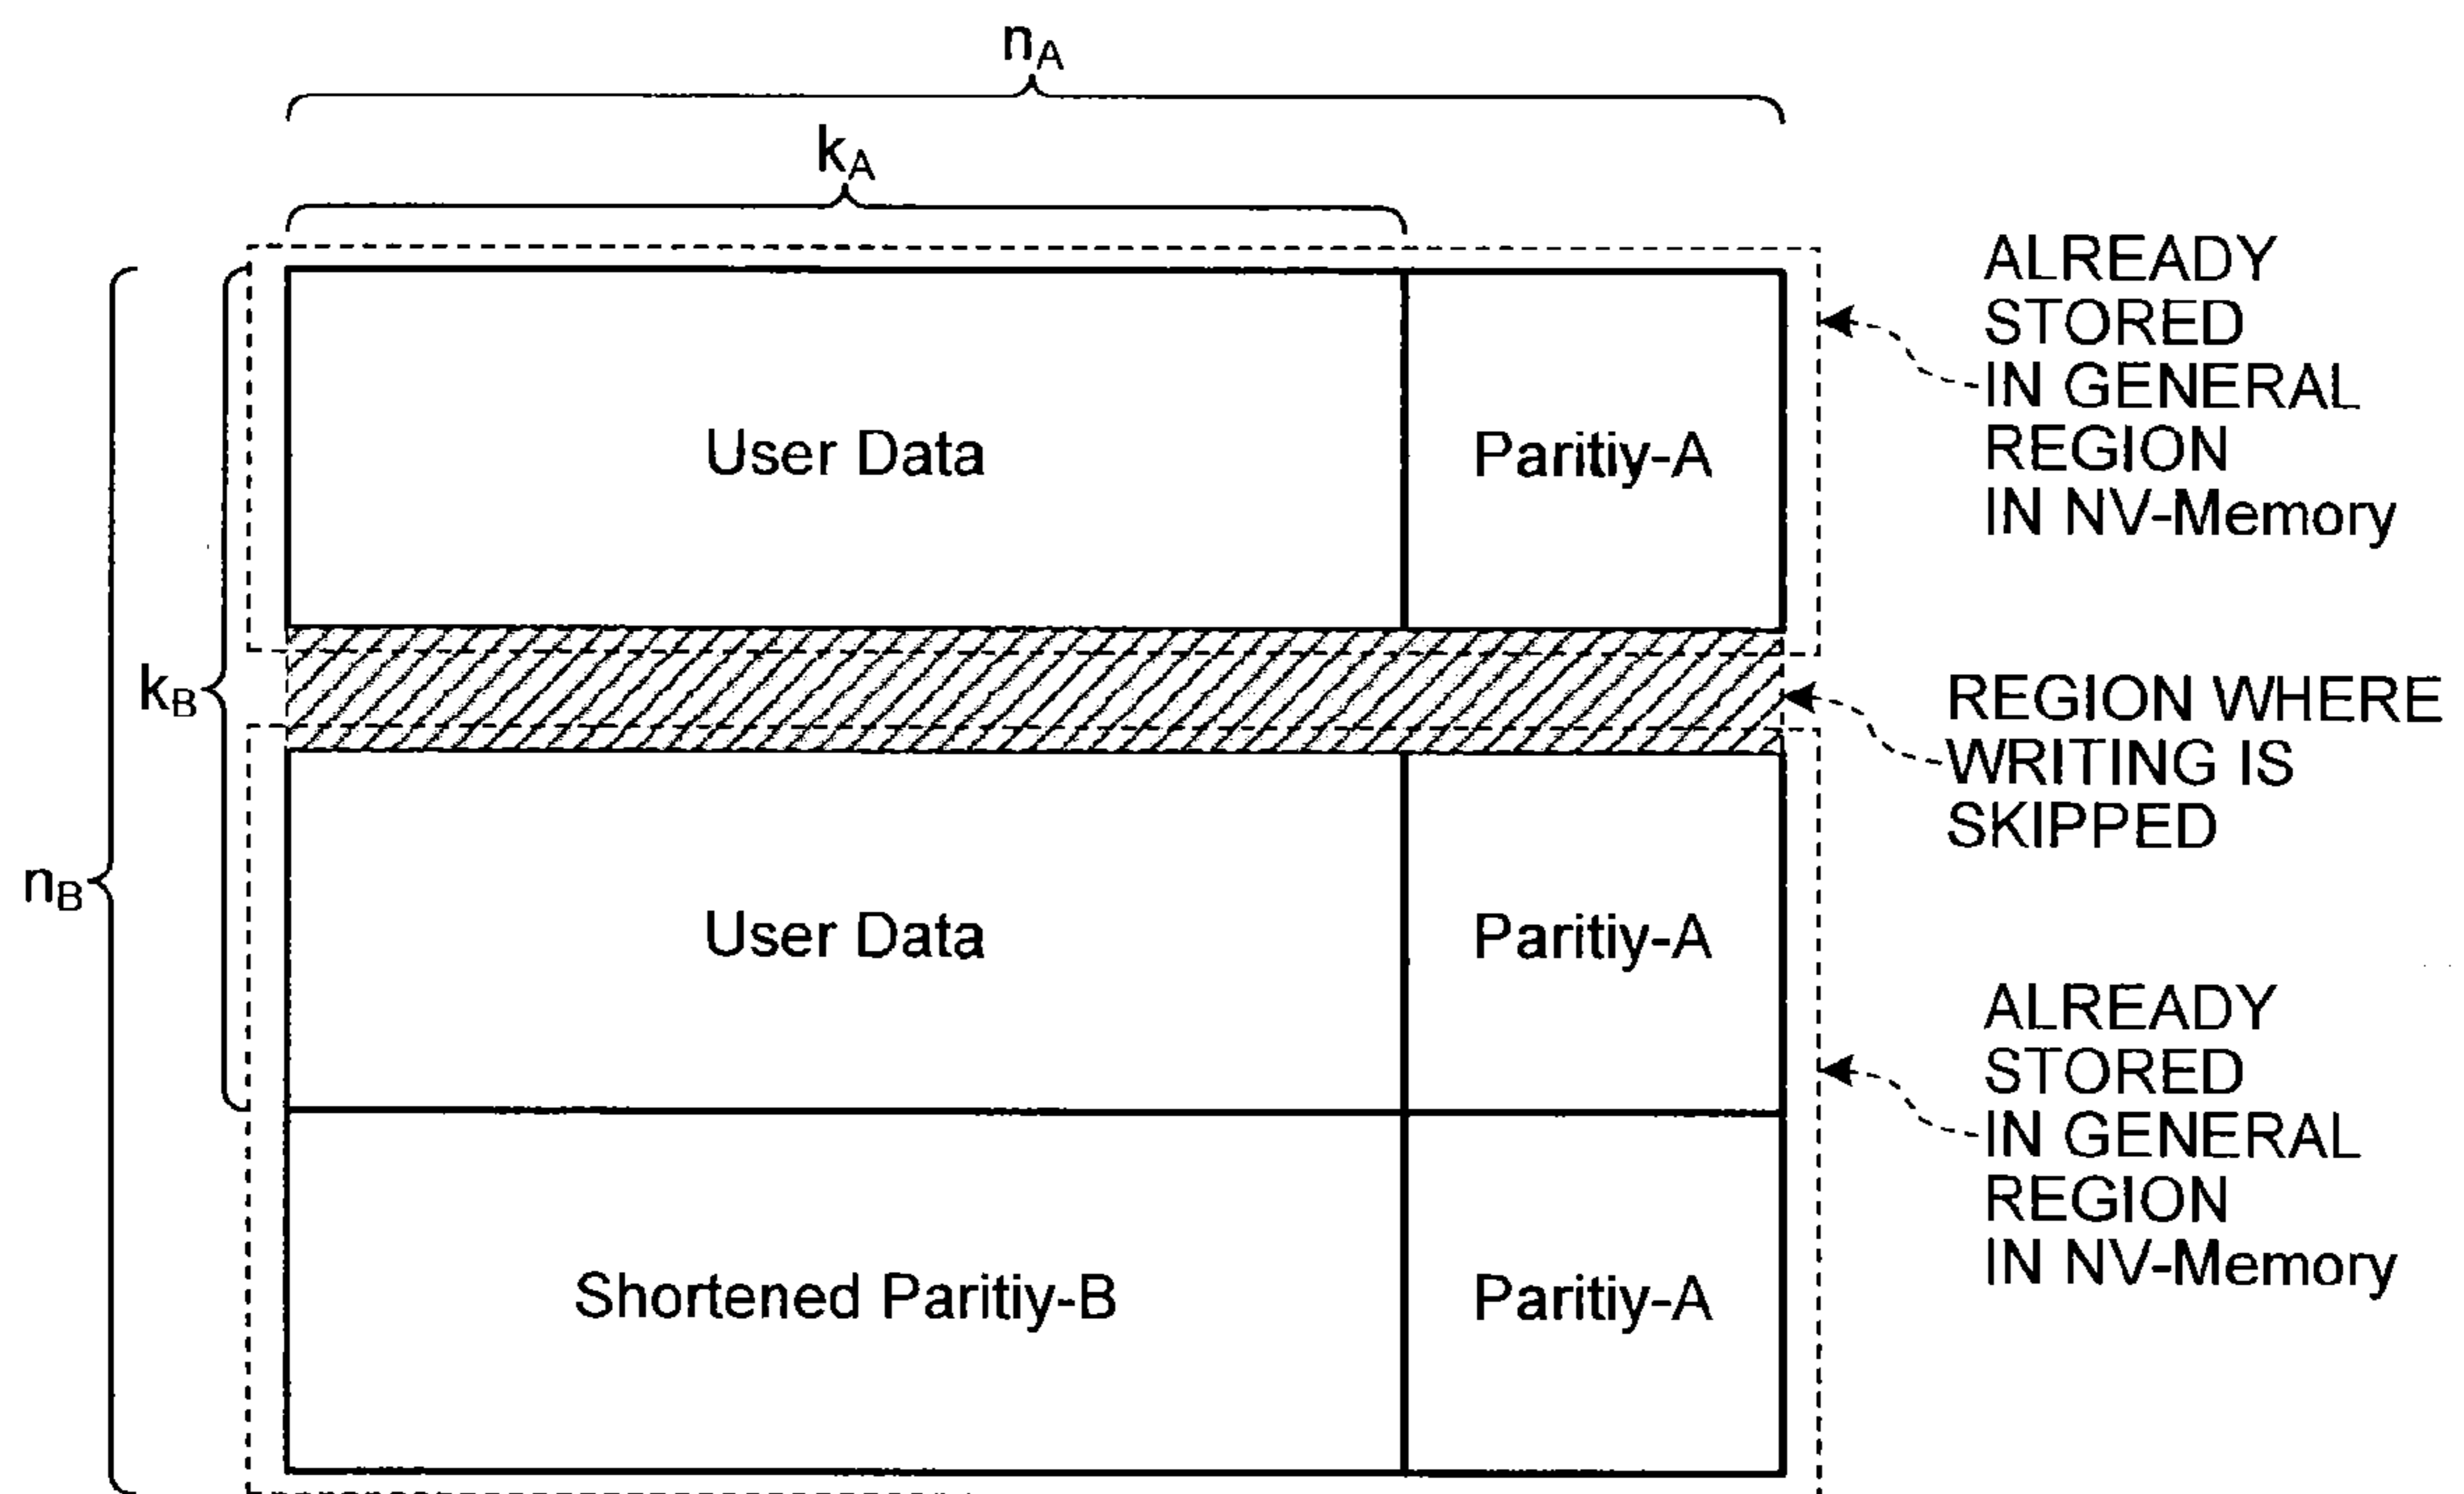 nA
kA
ALREADY
STORED
IN GENERAL
REGION
IN NV-Memory
User Data
Paritiy-A
kB
REGION WHERE
WRITING IS
SKIPPED
nB
User Data
Paritiy-A
ALREADY
STORED
IN GENERAL
REGION
IN NV-Memory
Shortened Paritiy-B
Paritiy-A